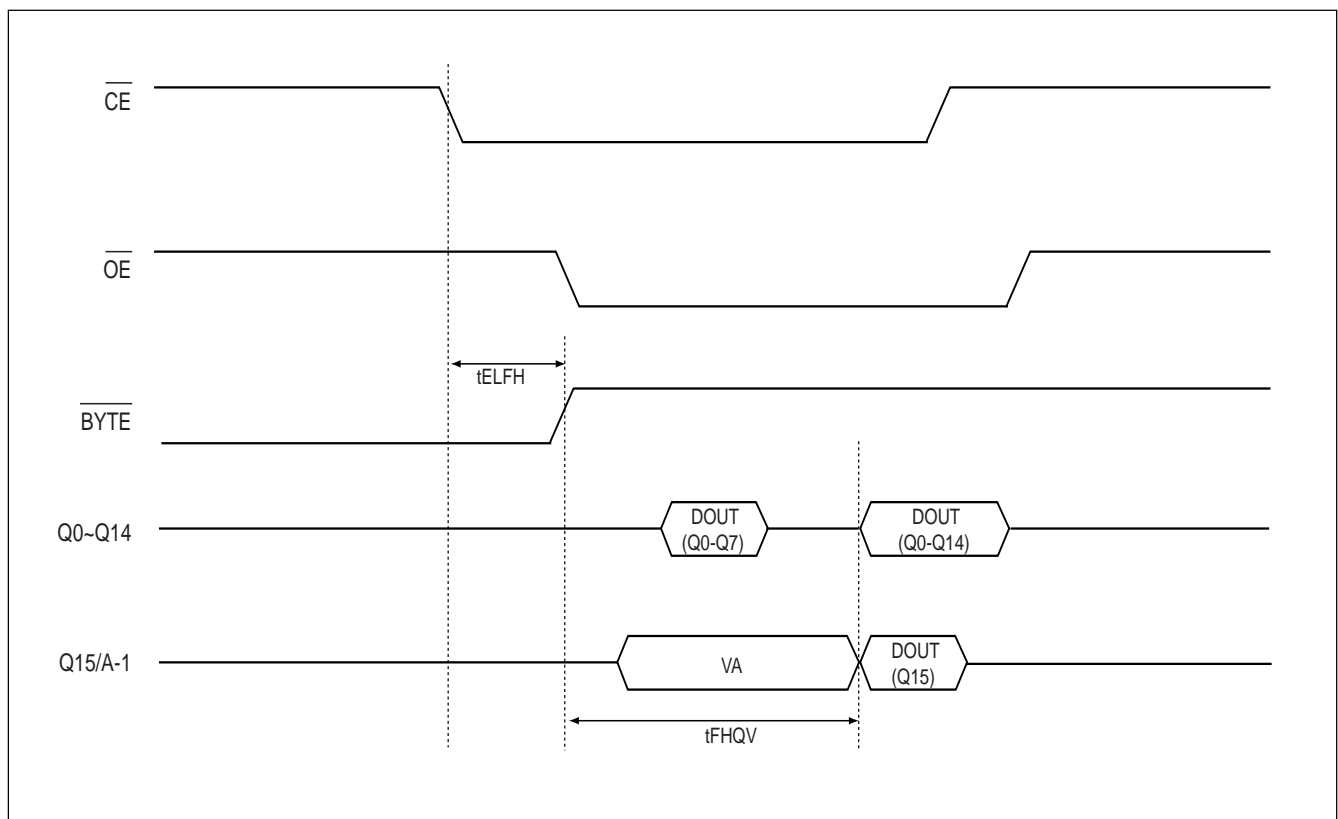 CE
OE
tELFH
BYTE
Q0~Q14
DOUT
(Q0-Q7)
DOUT
(Q0-Q14)
Q15/A-1
VA
DOUT
(Q15)
tFHQV